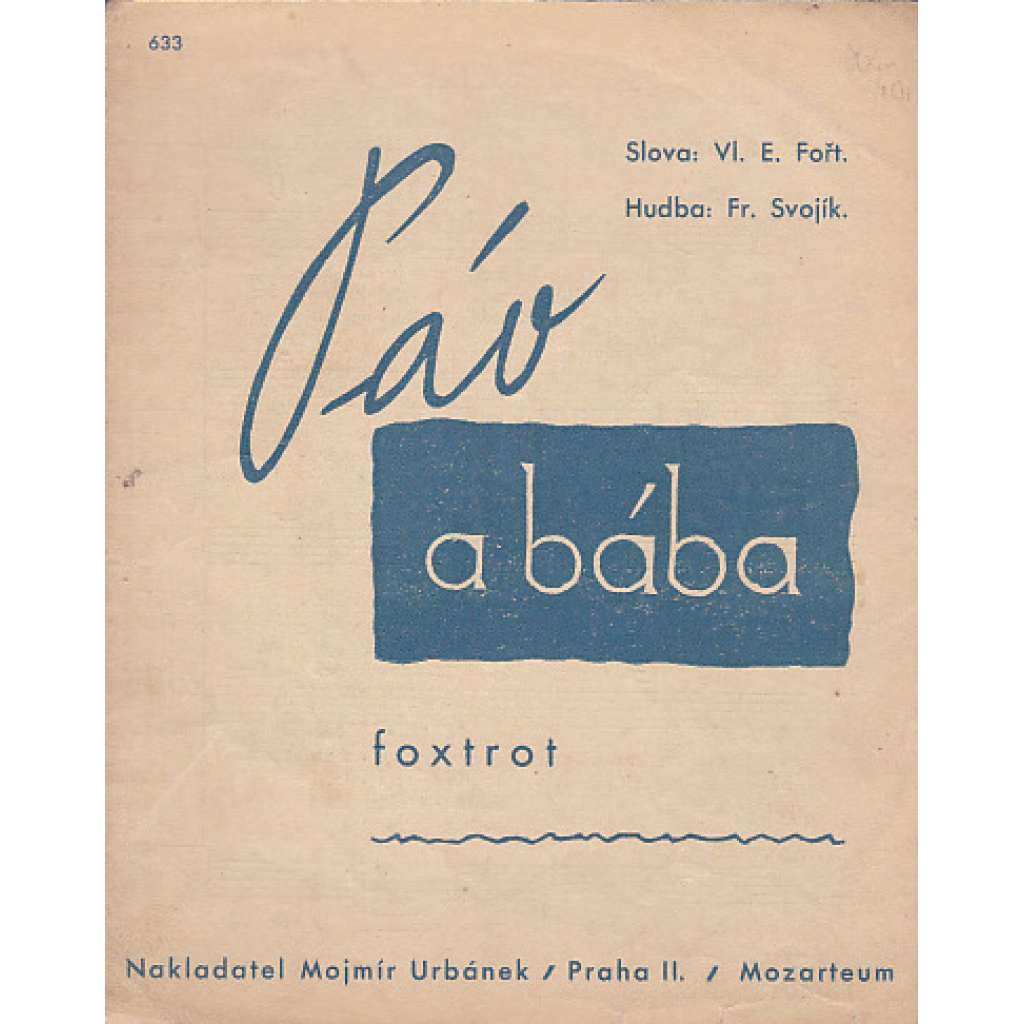 633
Slova: Vl. E. Fořt.
Hudba: Fr. Svojík.
Páv
a bába
foxtrot
Nakladatel Mojmír Urbánek / Praha II. / Mozarteum